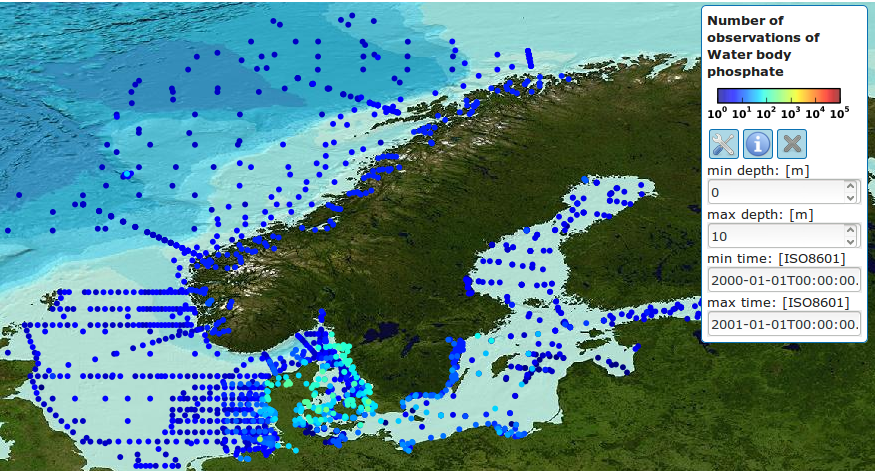 Number of
observations of
Water body
phosphate
10⁰ 10¹ 10² 10³ 10⁴ 10⁵
min depth: [m]
0
max depth: [m]
10
min time: [ISO8601]
2000-01-01T00:00:00.
max time: [ISO8601]
2001-01-01T00:00:00.